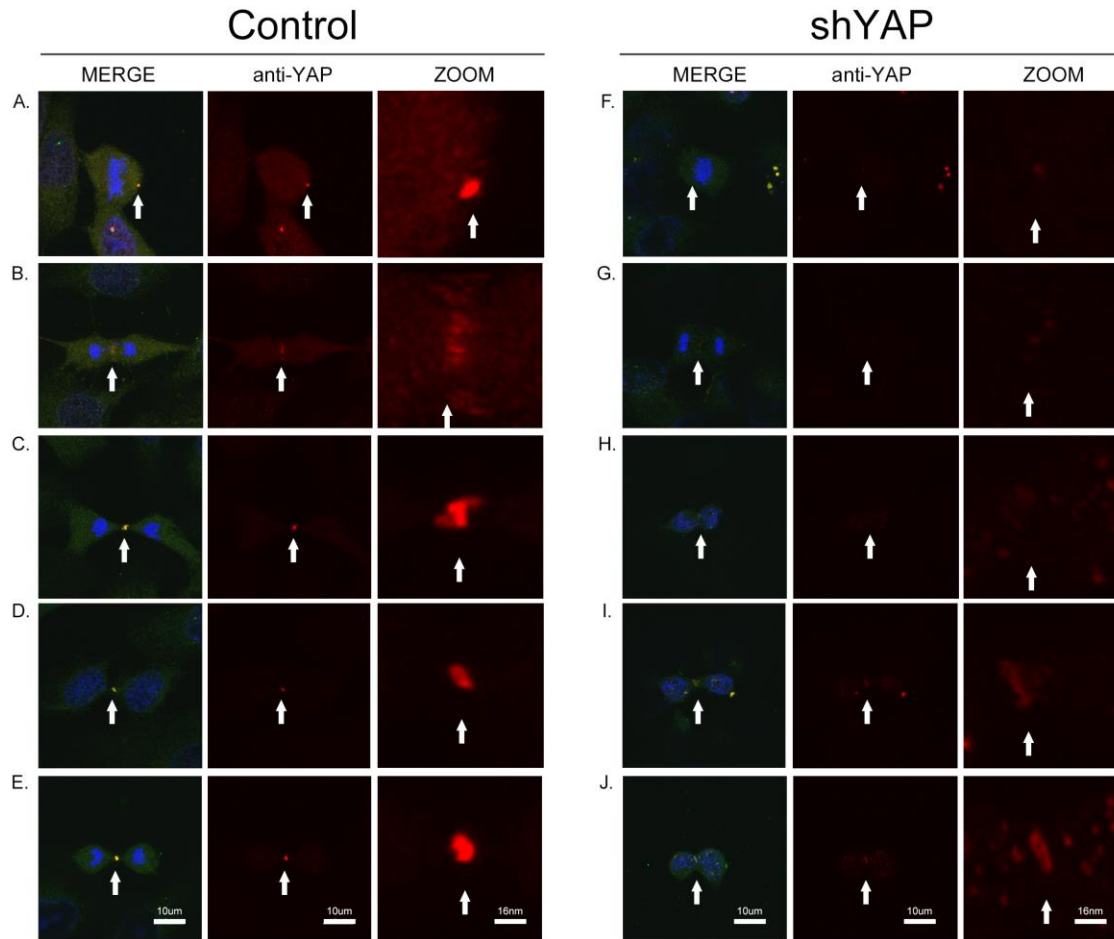 Control shYAP
MERGE anti-YAP ZOOM MERGE anti-YAP ZOOM
A. F.
B. G.
C. H.
D. I.
E. J.
10um 10um 16nm 10um 10um 16nm